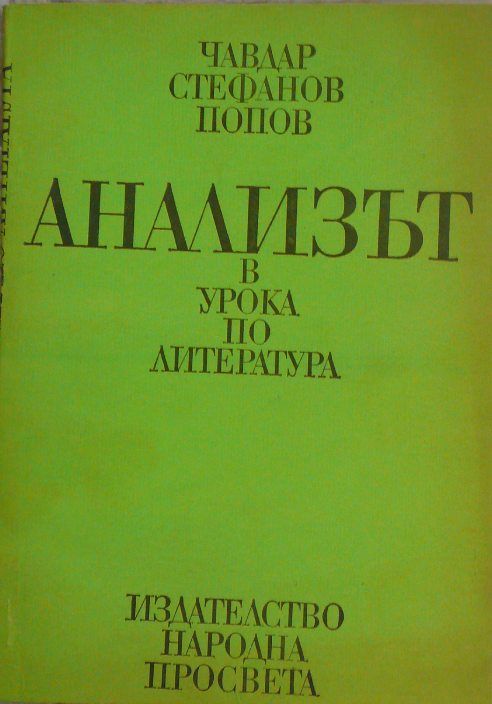 ЧАВДАР
СТЕФАНОВ
ПОПОВ
АНАЛИЗЪТ
В
УРОКА
ПО
ЛИТЕРАТУРА
ИЗДАТЕЛСТВО
НАРОДНА
ПРОСВЕТА